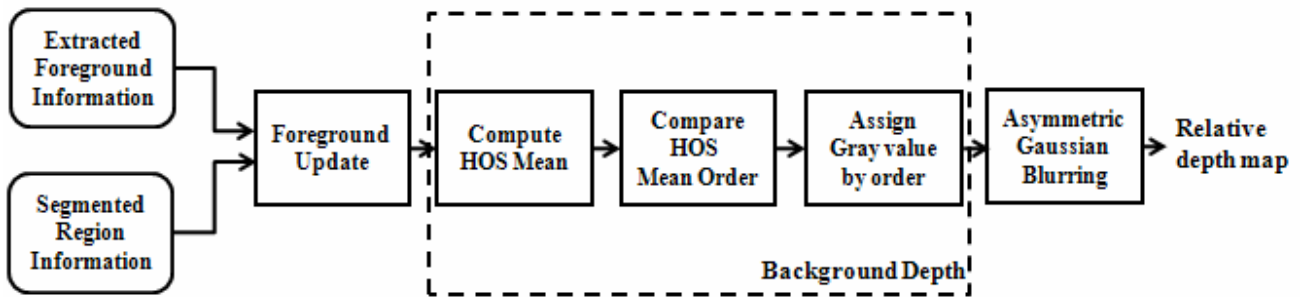 Extracted
Foreground
Information
Segmented
Region
Information
Foreground
Update
Compute
HOS Mean
Compare
HOS
Mean Order
Assign
Gray value
by order
Background Depth
Asymmetric
Gaussian
Blurring
Relative
depth map